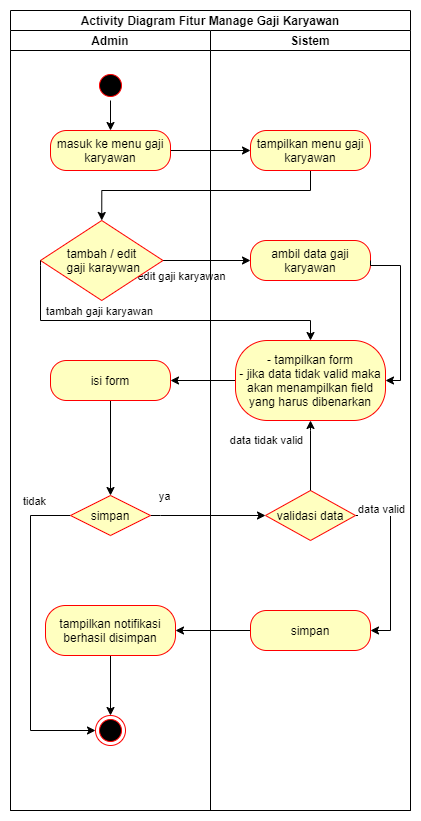 Activity Diagram Fitur Manage Gaji Karyawan
Admin
Sistem
masuk ke menu gaji
karyawan
tampilkan menu gaji
karyawan
tambah / edit
gaji karaywan
edit gaji karyawan
ambil data gaji
karyawan
tambah gaji karyawan
- tampilkan form
- jika data tidak valid maka
akan menampilkan field
yang harus dibenarkan
isi form
data tidak valid
tidak
simpan
ya
validasi data
data valid
tampilkan notifikasi
berhasil disimpan
simpan